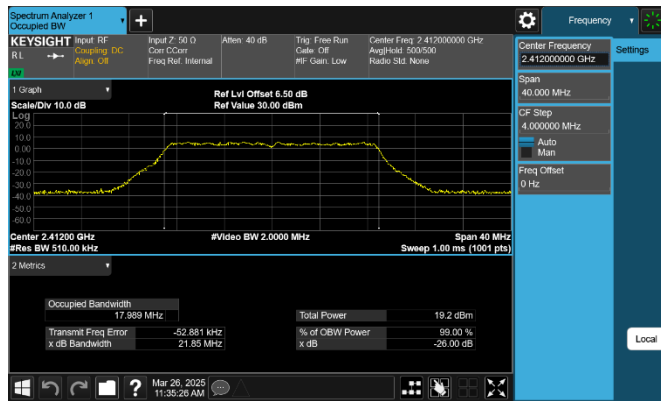 Spectrum Analyzer 1
Occupied BW
Frequency
KEYSIGHT
Input: RF
Input Z: 50 Ω
Atten: 40 dB
Trig: Free Run
Center Freq: 2.412000000 GHz
RL
Coupling: DC
Corr CCorr
Gate: Off
Avg|Hold: 500/500
Align: Off
Freq Ref: Internal
#IF Gain: Low
Radio Std: None
LXI
Center Frequency
2.412000000 GHz
Settings
Span
40.000 MHz
CF Step
4.000000 MHz
Auto
Man
Freq Offset
0 Hz
Local
1 Graph
Ref Lvl Offset 6.50 dB
Scale/Div 10.0 dB
Ref Value 30.00 dBm
Log
20.0
10.0
0.00
-10.0
-20.0
-30.0
-40.0
-50.0
-60.0
Center 2.41200 GHz
#Video BW 2.0000 MHz
Span 40 MHz
#Res BW 510.00 kHz
Sweep 1.00 ms (1001 pts)
2 Metrics
Occupied Bandwidth
17.989 MHz
Total Power
19.2 dBm
Transmit Freq Error
-52.881 kHz
% of OBW Power
99.00 %
x dB Bandwidth
21.85 MHz
x dB
-26.00 dB
?
Mar 26, 2025
11:35:26 AM